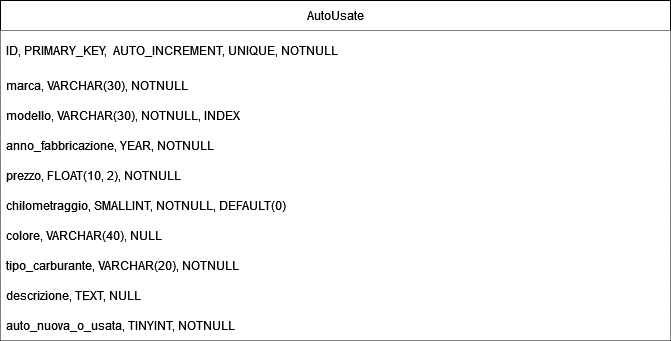 AutoUsate
ID, PRIMARY_KEY, AUTO_INCREMENT, UNIQUE, NOTNULL
marca, VARCHAR(30), NOTNULL
modello, VARCHAR(30), NOTNULL, INDEX
anno_fabbricazione, YEAR, NOTNULL
prezzo, FLOAT(10, 2), NOTNULL
chilometraggio, SMALLINT, NOTNULL, DEFAULT(0)
colore, VARCHAR(40), NULL
tipo_carburante, VARCHAR(20), NOTNULL
descrizione, TEXT, NULL
auto_nuova_o_usata, TINYINT, NOTNULL